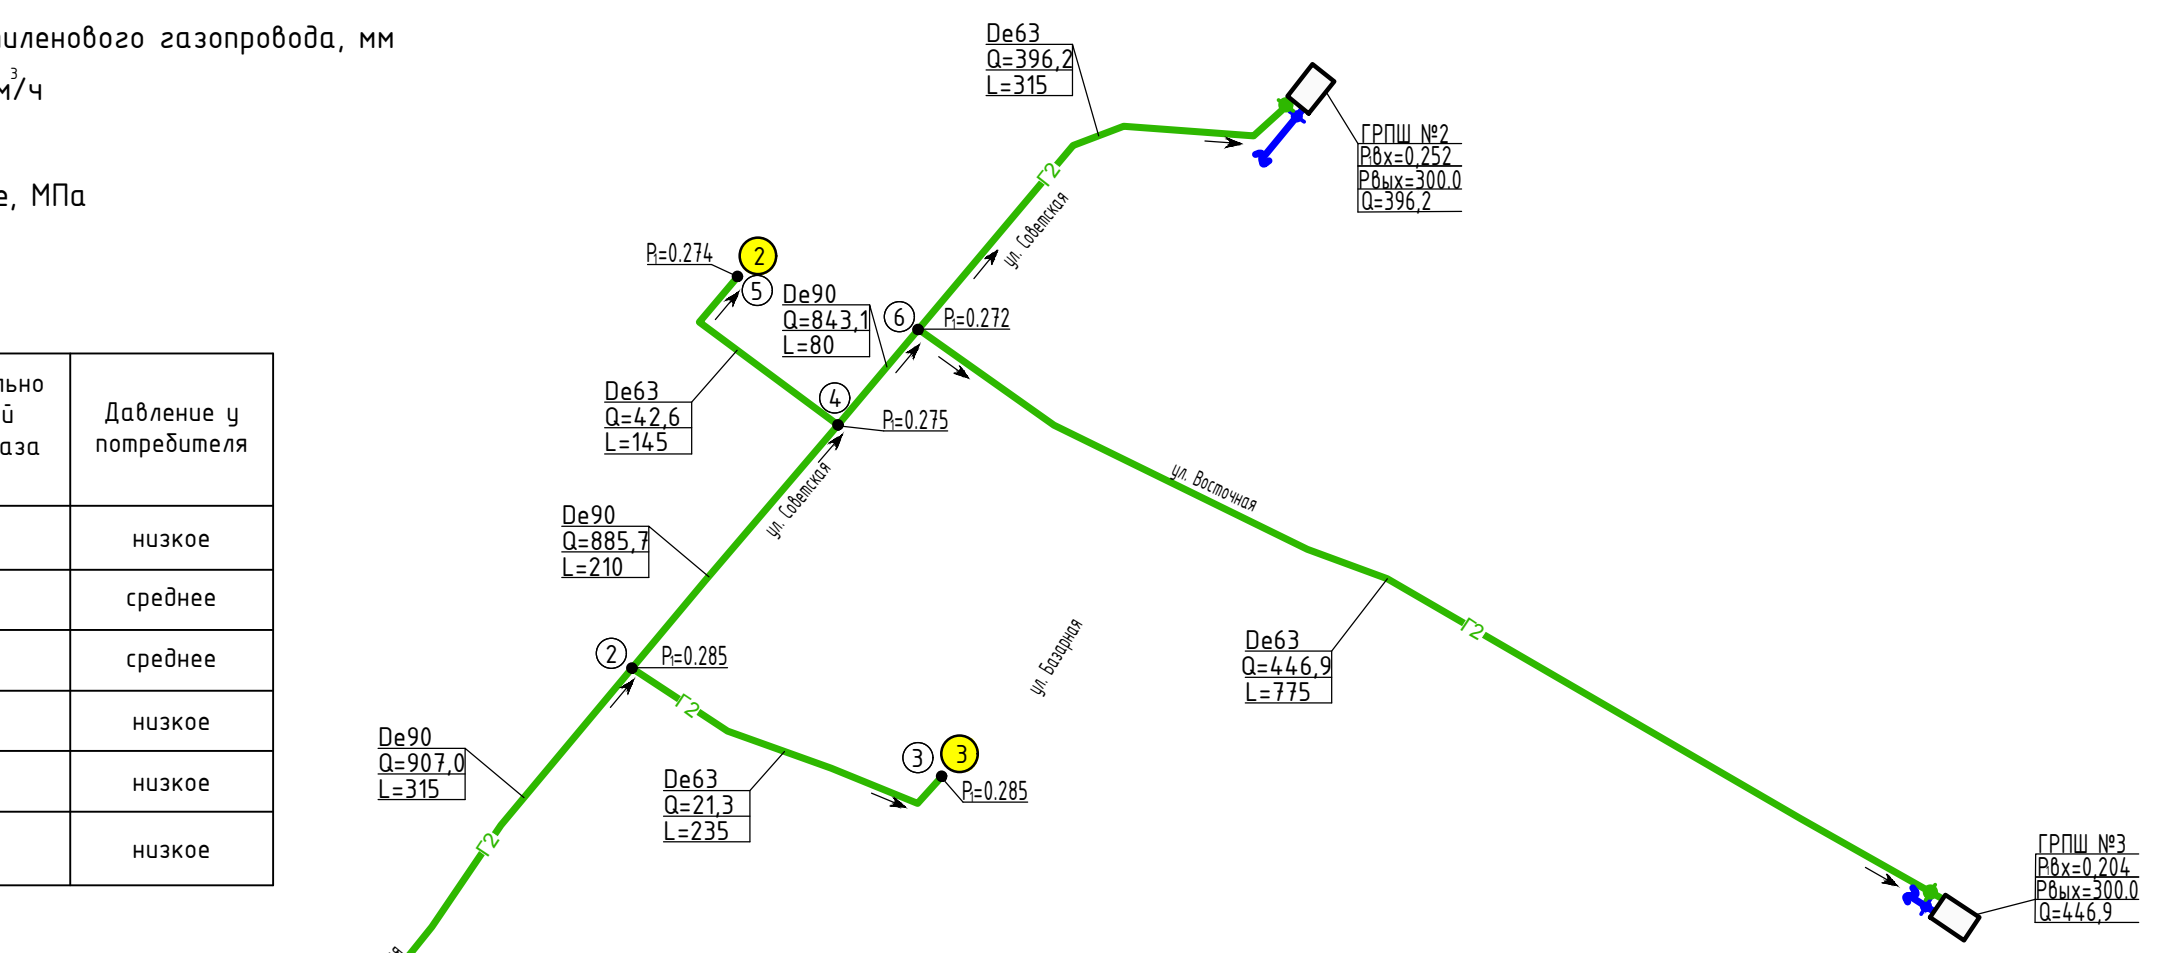 иленового газопровода, мм
м³/ч
е, МПа
льно
й
аза
Давление у
потребителя
низкое
среднее
среднее
низкое
низкое
низкое
De63
Q=396,2
L=315
ГРПШ №2
Рвх=0,252
Рвых=300.0
Q=396,2
Г2
ул. Советская
P₁=0.274
2
5
De90
Q=843,1
L=80
6
P₁=0.272
De63
Q=42,6
L=145
4
P₁=0.275
ул. Восточная
ул. Советская
De90
Q=885,7
L=210
2
P₁=0.285
Г2
ул. Базарная
De63
Q=446,9
L=775
Г2
De90
Q=907,0
L=315
Г2
De63
Q=21,3
L=235
3
3
P₁=0.285
ГРПШ №3
Рвх=0,204
Рвых=300.0
Q=446,9